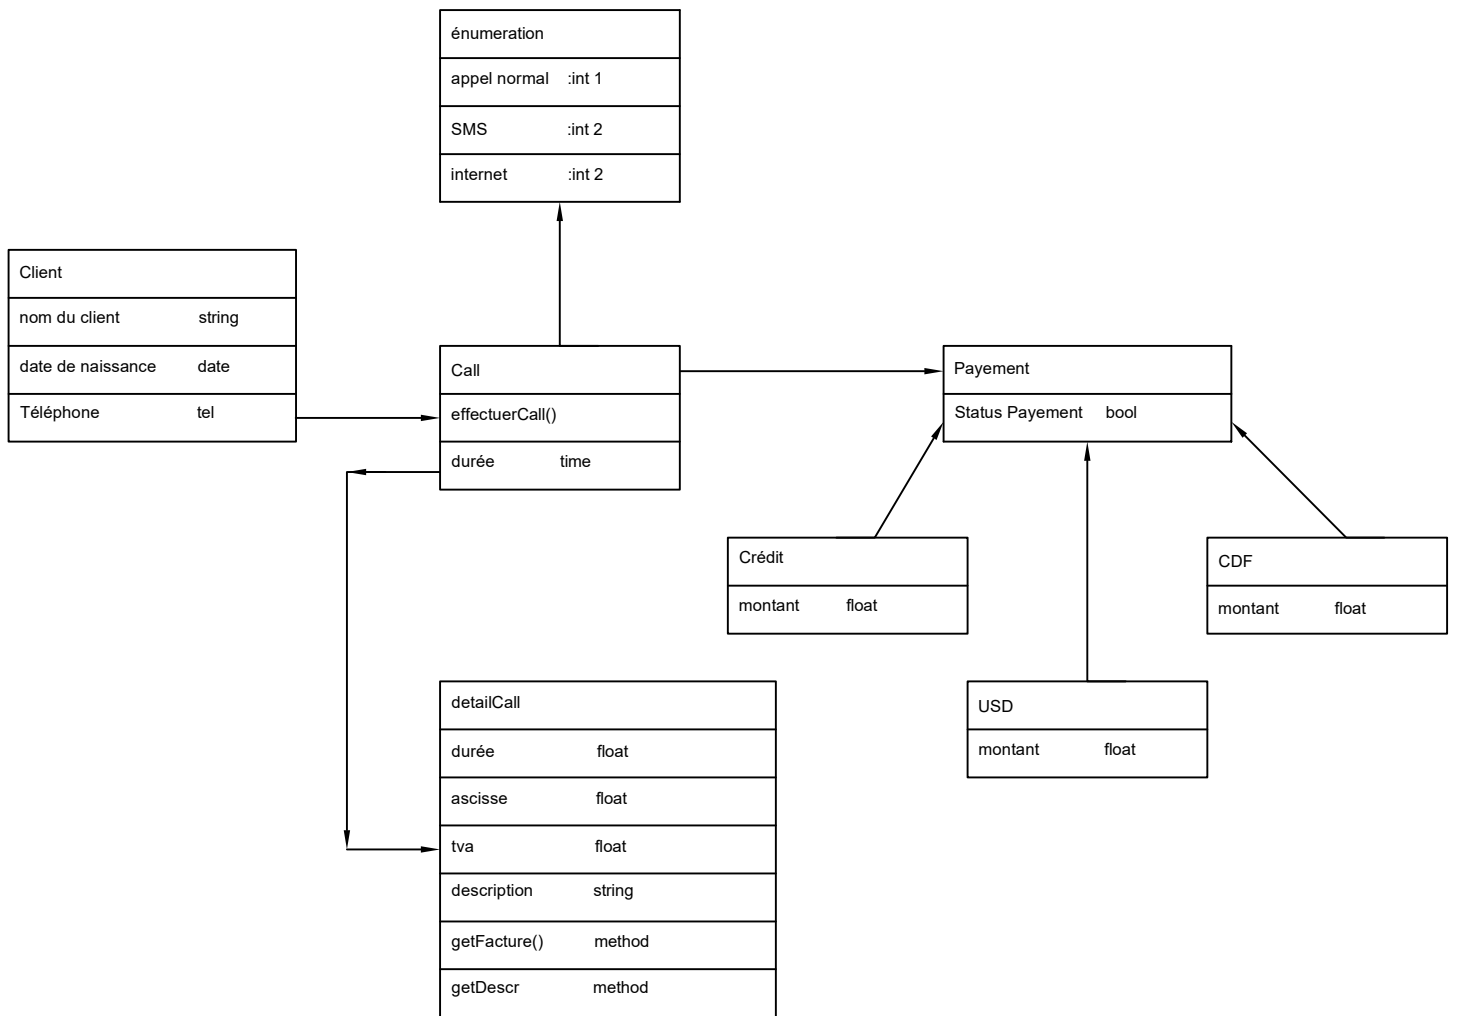 énumeration
appel normal :int 1
SMS :int 2
internet :int 2
Client
nom du client string
date de naissance date
Téléphone tel
Call
effectuerCall()
durée time
Payement
Status Payement bool
Crédit
montant float
CDF
montant float
USD
montant float
detailCall
durée float
ascisse float
tva float
description string
getFacture() method
getDescr method